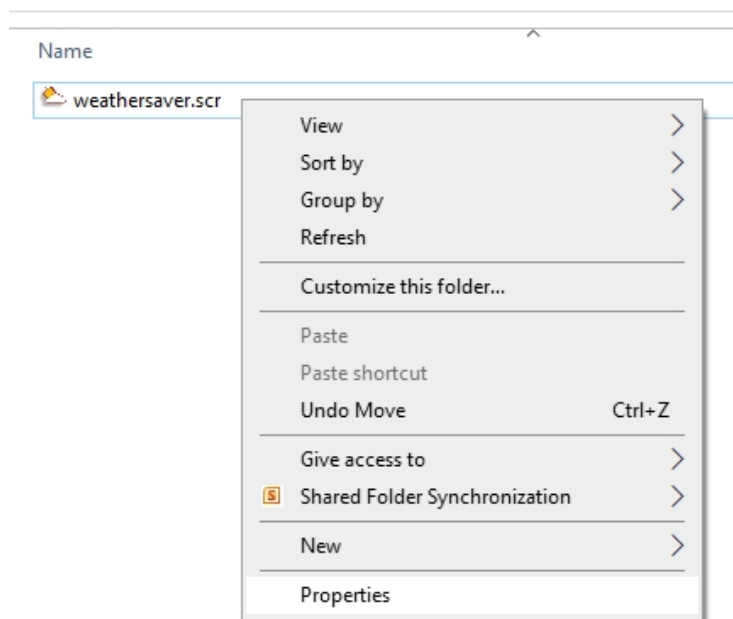 Name
weathersaver.scr
View
Sort by
Group by
Refresh
Customize this folder...
Paste
Paste shortcut
Undo Move Ctrl+Z
Give access to
S Shared Folder Synchronization
New
Properties